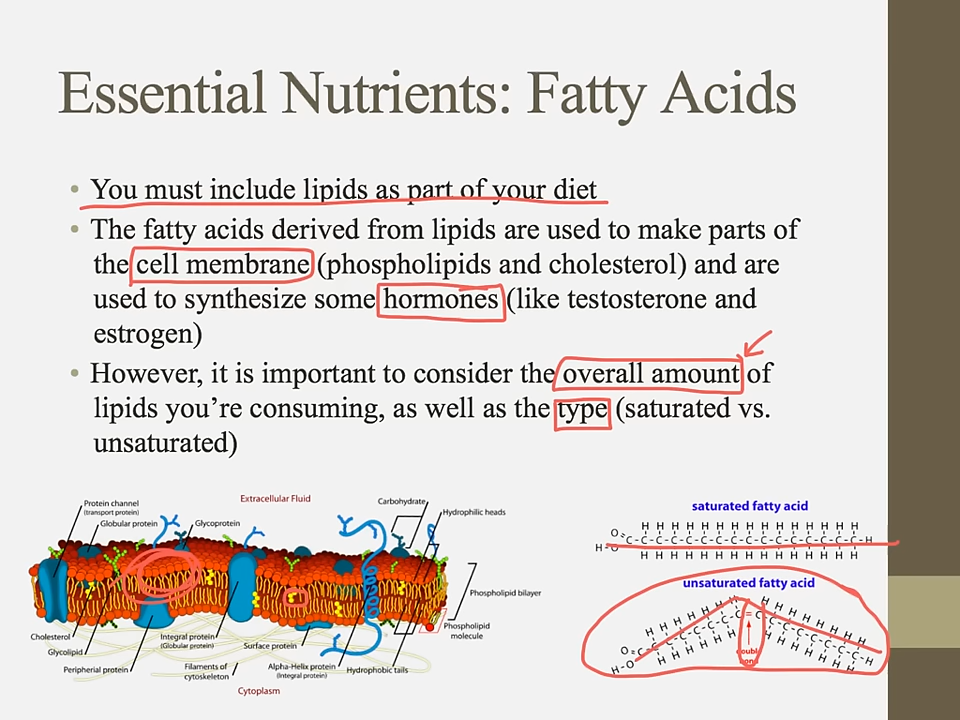 Essential Nutrients: Fatty Acids
• You must include lipids as part of your diet
• The fatty acids derived from lipids are used to make parts of
the cell membrane (phospholipids and cholesterol) and are
used to synthesize some hormones (like testosterone and
estrogen)
• However, it is important to consider the overall amount of
lipids you’re consuming, as well as the type (saturated vs.
unsaturated)
Protein channel
(transport protein)
Globular protein
Extracellular Fluid
Glycoprotein
Carbohydrate
Hydrophilic heads
Phospholipid bilayer
Phospholipid
molecule
Cholesterol
Glycolipid
Peripherial protein
Integral protein
(Globular protein)
Filaments of
cytoskeleton
Surface protein
Alpha-Helix protein
(Integral protein)
Hydrophobic tails
Cytoplasm
saturated fatty acid
H H H H H H H H H H H H H H H
O=C-C-C-C-C-C-C-C-C-C-C-C-C-C-C-C-H
H-O
H H H H H H H H H H H H H H H
unsaturated fatty acid